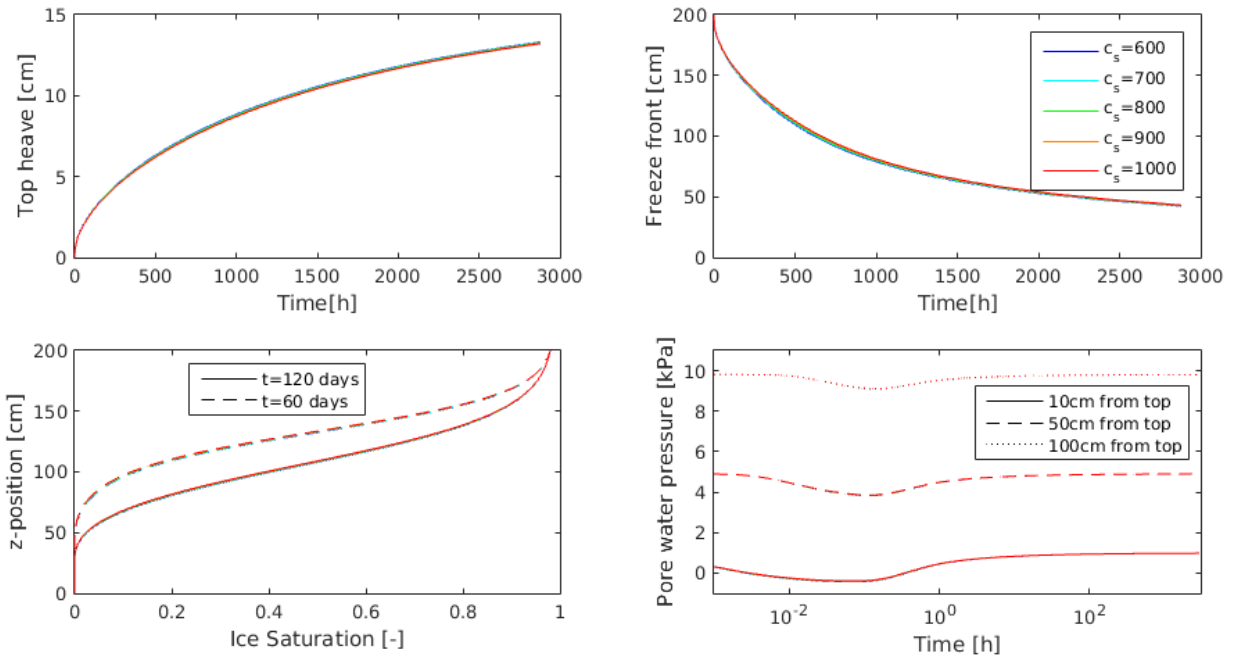 15
10
5
0
Top heave [cm]
0 500 1000 1500 2000 2500 3000
Time[h]
200
150
100
50
0
Freeze front [cm]
c_s=600
c_s=700
c_s=800
c_s=900
c_s=1000
0 500 1000 1500 2000 2500 3000
Time[h]
200
150
100
50
0
z-position [cm]
t=120 days
t=60 days
0 0.2 0.4 0.6 0.8 1
Ice Saturation [-]
10
8
6
4
2
0
Pore water pressure [kPa]
10cm from top
50cm from top
100cm from top
10^-2 10^0 10^2
Time [h]